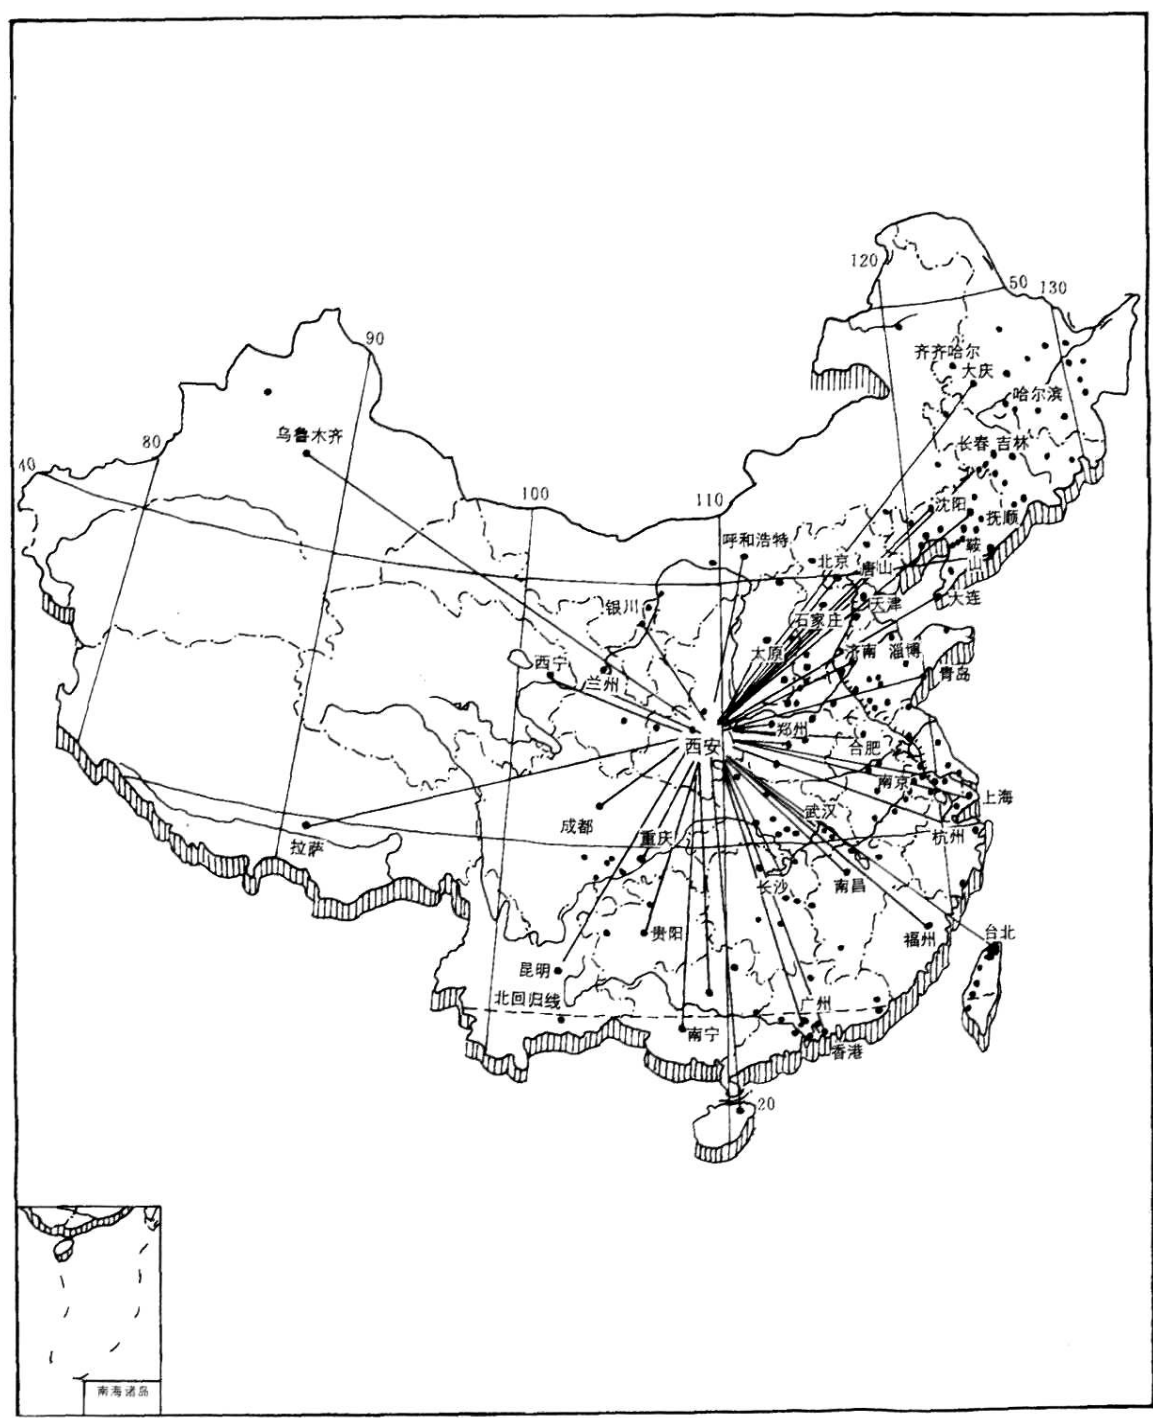 120
50
130
90
齐齐哈尔
大庆
哈尔滨
乌鲁木齐
80
长春
吉林
40
100
110
沈阳
抚顺
呼和浩特
鞍山
北京
唐山
银川
天津
大连
石家庄
太原
济南
淄博
西宁
兰州
青岛
郑州
西安
合肥
南京
上海
武汉
成都
重庆
杭州
拉萨
长沙
南昌
贵阳
福州
台北
昆明
北回归线
广州
南宁
香港
20
南海诸岛